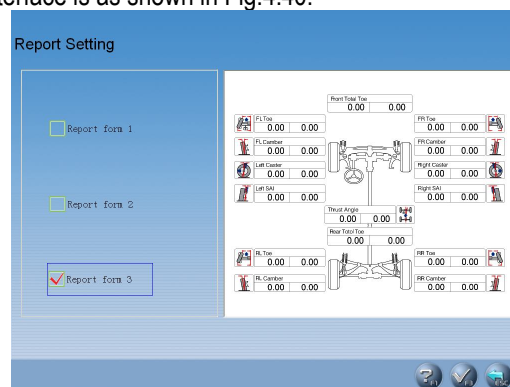 terface is as shown in Fig.4.40.
Report Setting
Report form 1
Report form 2
Report form 3
Front Total Toe
0.00 0.00
FL Toe
0.00 0.00
FR Toe
0.00 0.00
FL Camber
0.00 0.00
FR Camber
0.00 0.00
Left Caster
0.00 0.00
Right Caster
0.00 0.00
Left SAI
0.00 0.00
Right SAI
0.00 0.00
Thrust Angle
0.00 0.00
Rear Total Toe
0.00 0.00
RL Toe
0.00 0.00
RR Toe
0.00 0.00
RL Camber
0.00 0.00
RR Camber
0.00 0.00
F1
F3
ESC